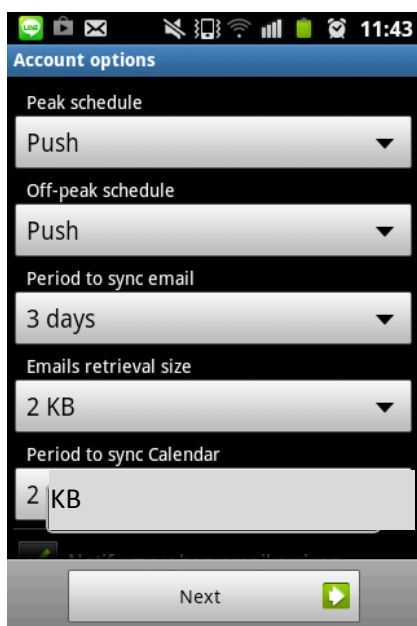 LINE
11:43
Account options
Peak schedule
Push
Off-peak schedule
Push
Period to sync email
3 days
Emails retrieval size
2 KB
Period to sync Calendar
2 KB
Next